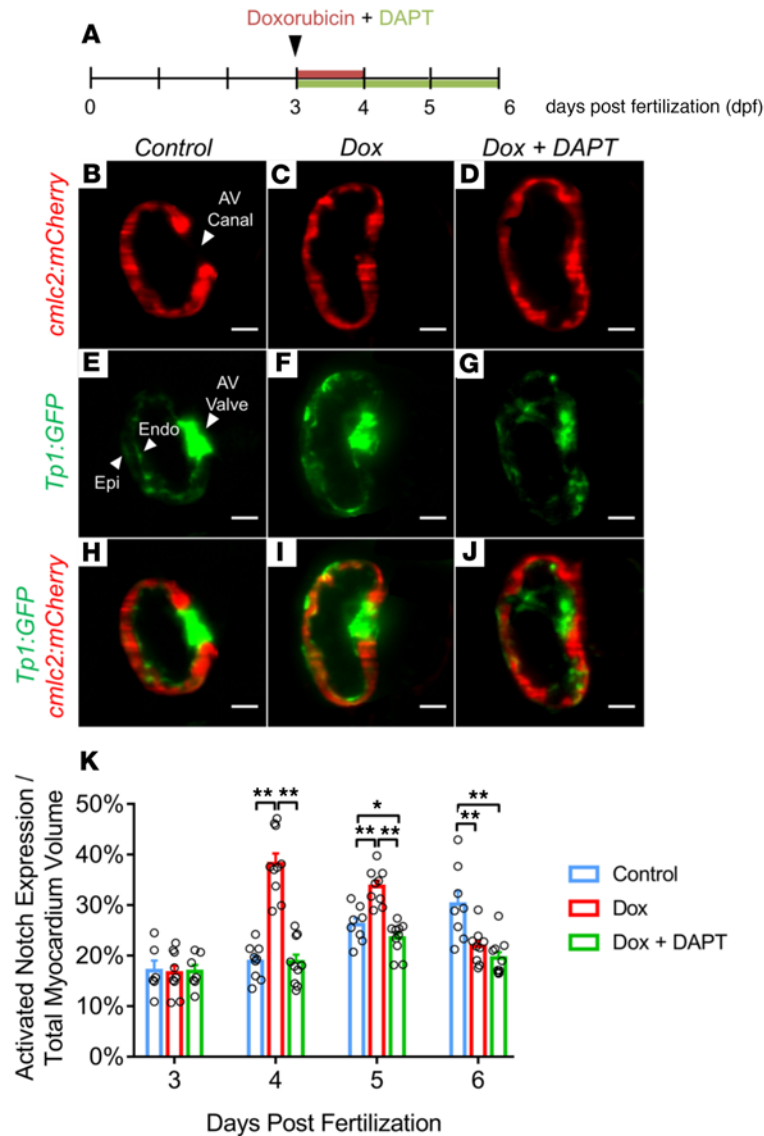 A
Doxorubicin + DAPT
0 3 4 5 6 days post fertilization (dpf)
Control Dox Dox + DAPT
cmlc2:mCherry
B
AV
Canal
C
D
Tp1:GFP
E
AV
Valve
Endo
Epi
F
G
Tp1:GFP
cmlc2:mCherry
H
I
J
K
Activated Notch Expression /
Total Myocardium Volume
50%
40%
30%
20%
10%
0%
** **
*
** **
**
**
3 4 5 6
Days Post Fertilization
Control
Dox
Dox + DAPT